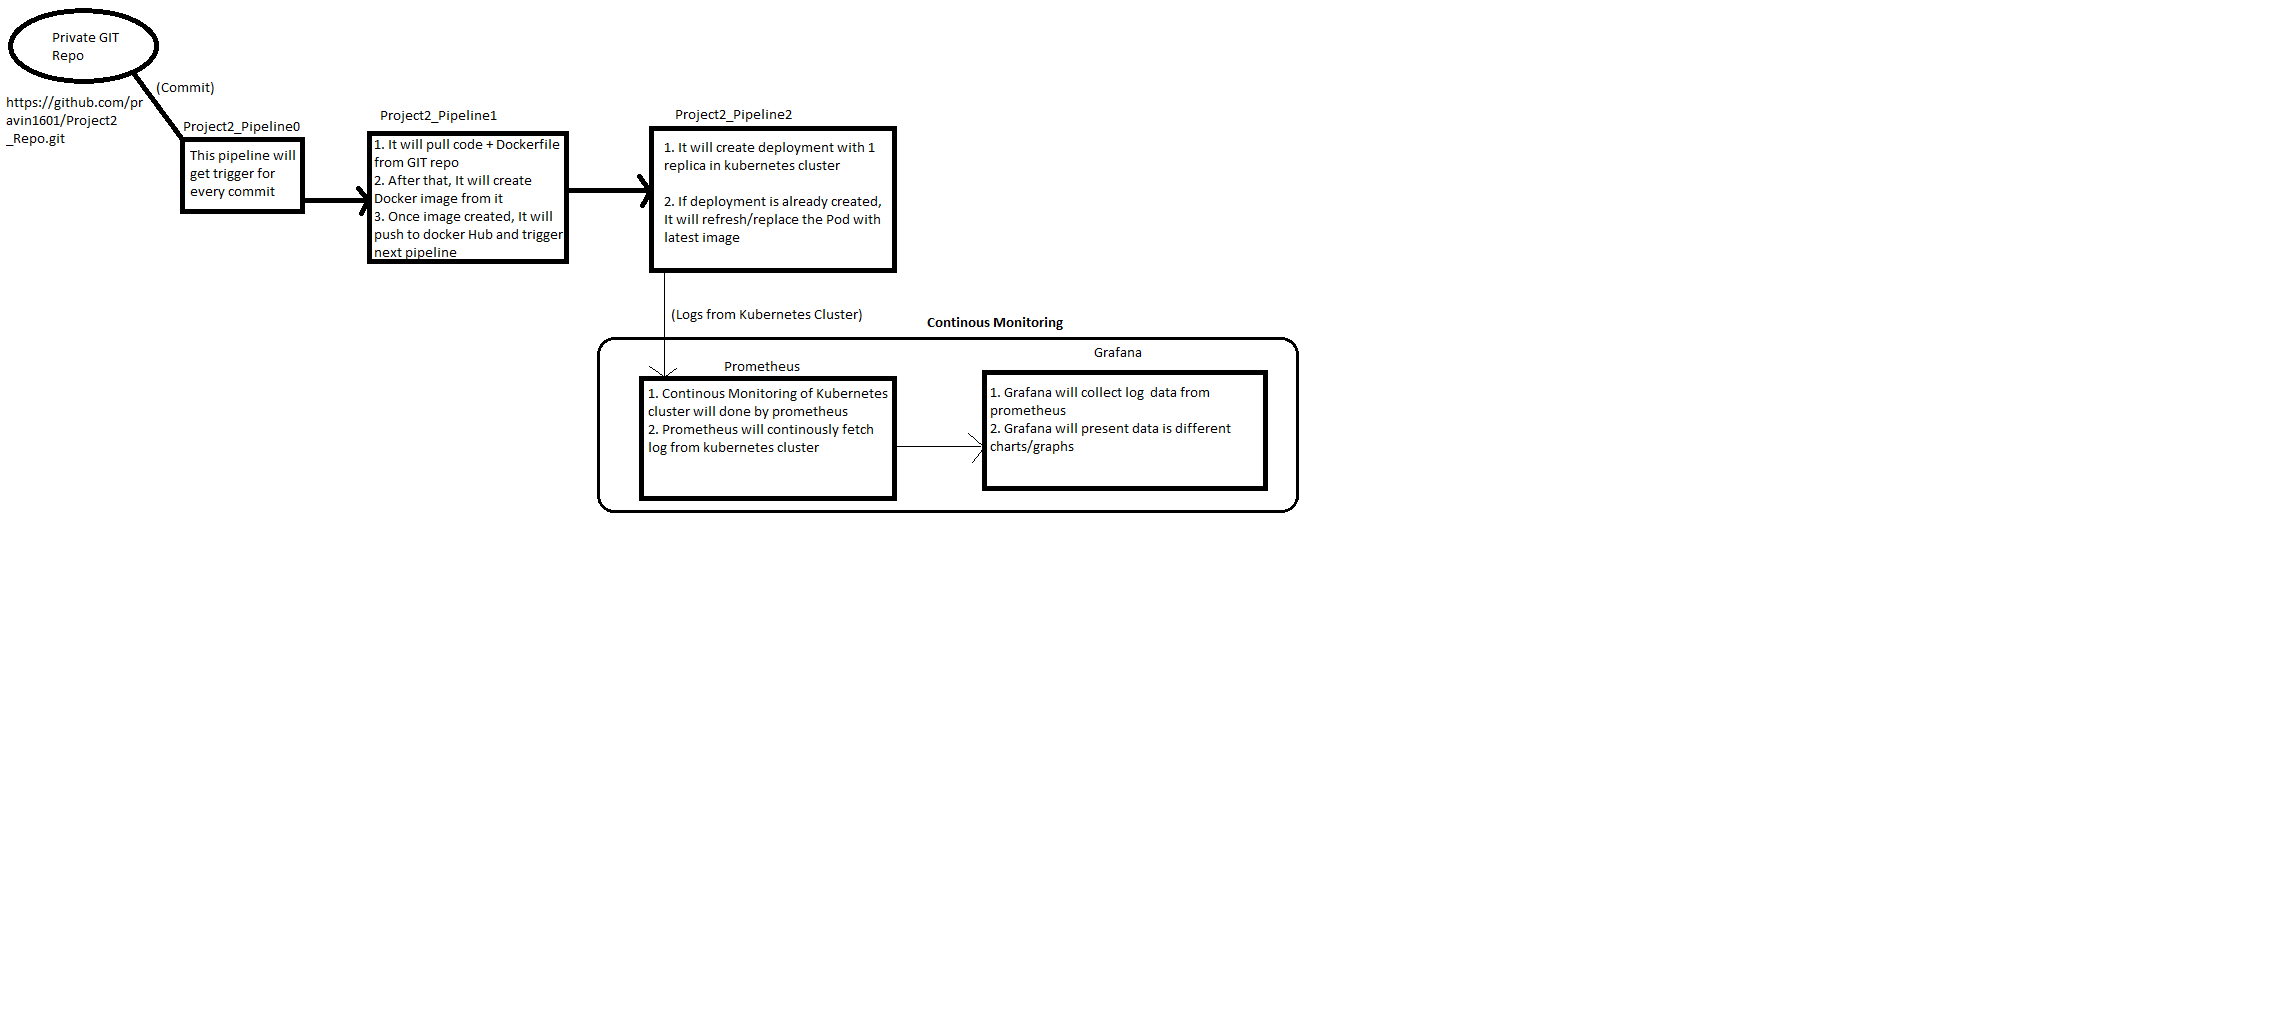 Private GIT
Repo
(Commit)
https://github.com/pr
avin1601/Project2
_Repo.git
Project2_Pipeline0
This pipeline will
get trigger for
every commit
Project2_Pipeline1
1. It will pull code + Dockerfile
from GIT repo
2. After that, It will create
Docker image from it
3. Once image created, It will
push to docker Hub and trigger
next pipeline
Project2_Pipeline2
1. It will create deployment with 1
replica in kubernetes cluster
2. If deployment is already created,
It will refresh/replace the Pod with
latest image
(Logs from Kubernetes Cluster)
Continous Monitoring
Prometheus
1. Continous Monitoring of Kubernetes
cluster will done by prometheus
2. Prometheus will continously fetch
log from kubernetes cluster
Grafana
1. Grafana will collect log  data from
prometheus
2. Grafana will present data is different
charts/graphs